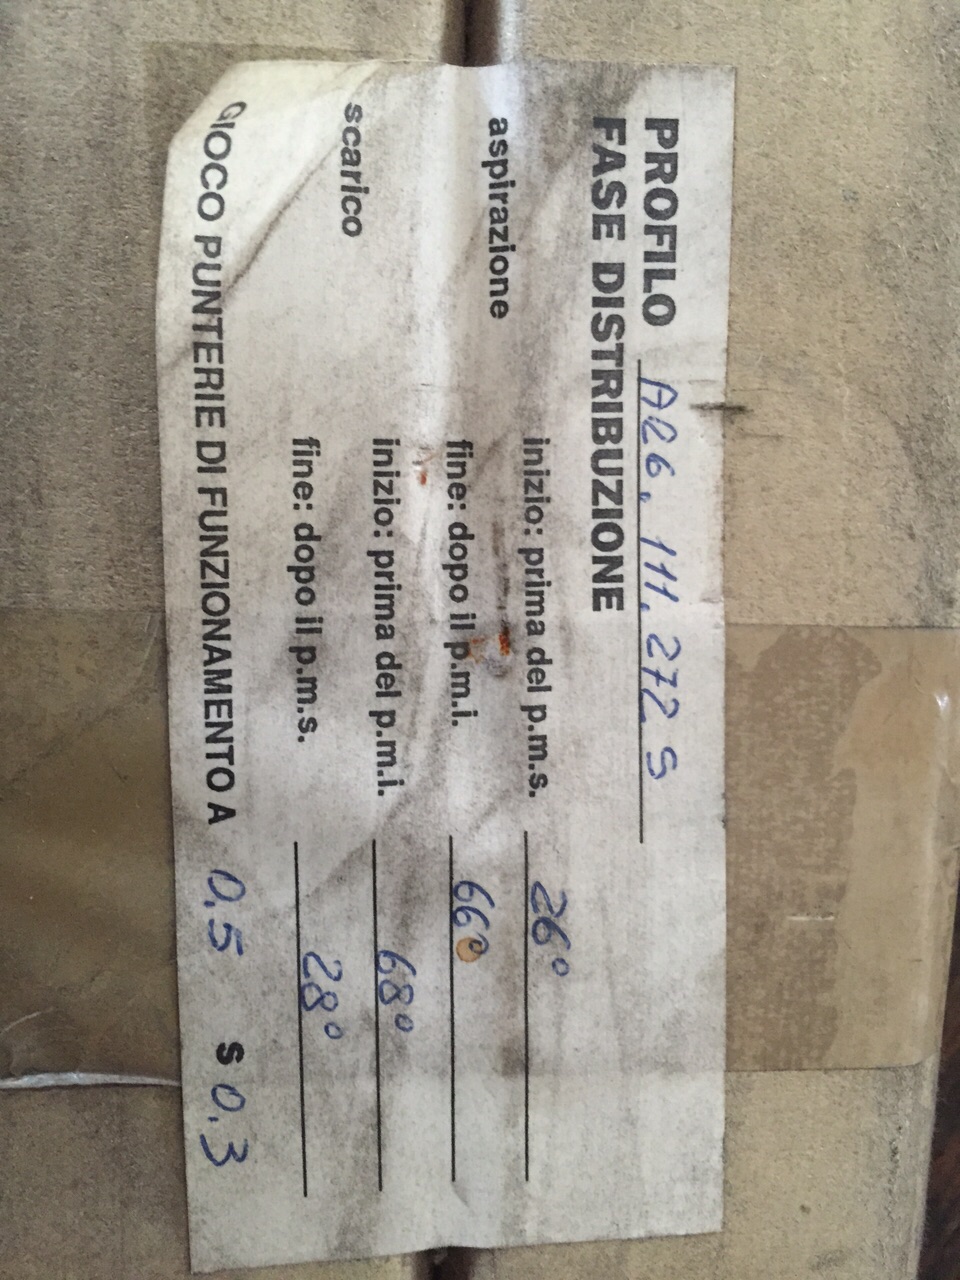 PROFILO A26.111.272 S
FASE DISTRIBUZIONE
aspirazione
inizio: prima del p.m.s. 26°
fine: dopo il p.m.i. 66°
scarico
inizio: prima del p.m.i. 68°
fine: dopo il p.m.s. 28°
GIOCO PUNTERIE DI FUNZIONAMENTO A 0,5 S 0,3